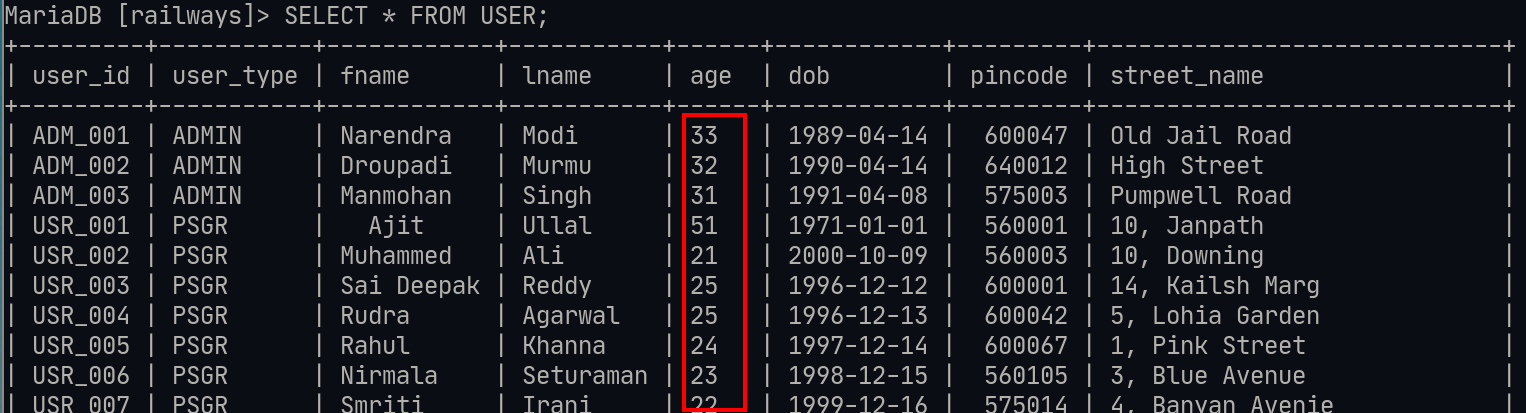 MariaDB [railways]> SELECT * FROM USER;
+---------+-----------+------------+-----------+------+------------+---------+-----------------------------+
| user_id | user_type | fname      | lname     | age  | dob        | pincode | street_name                 |
+---------+-----------+------------+-----------+------+------------+---------+-----------------------------+
| ADM_001 | ADMIN     | Narendra   | Modi      | 33   | 1989-04-14 |  600047 | Old Jail Road               |
| ADM_002 | ADMIN     | Droupadi   | Murmu     | 32   | 1990-04-14 |  640012 | High Street                 |
| ADM_003 | ADMIN     | Manmohan   | Singh     | 31   | 1991-04-08 |  575003 | Pumpwell Road               |
| USR_001 | PSGR      |   Ajit     | Ullal     | 51   | 1971-01-01 |  560001 | 10, Janpath                 |
| USR_002 | PSGR      | Muhammed   | Ali       | 21   | 2000-10-09 |  560003 | 10, Downing                 |
| USR_003 | PSGR      | Sai Deepak | Reddy     | 25   | 1996-12-12 |  600001 | 14, Kailsh Marg             |
| USR_004 | PSGR      | Rudra      | Agarwal   | 25   | 1996-12-13 |  600042 | 5, Lohia Garden             |
| USR_005 | PSGR      | Rahul      | Khanna    | 24   | 1997-12-14 |  600067 | 1, Pink Street              |
| USR_006 | PSGR      | Nirmala    | Seturaman | 23   | 1998-12-15 |  560105 | 3, Blue Avenue              |
| USR_007 | PSGR      | Smriti     | Irani     | 22   | 1999-12-16 |  575014 | 4, Banyan Avenie            |